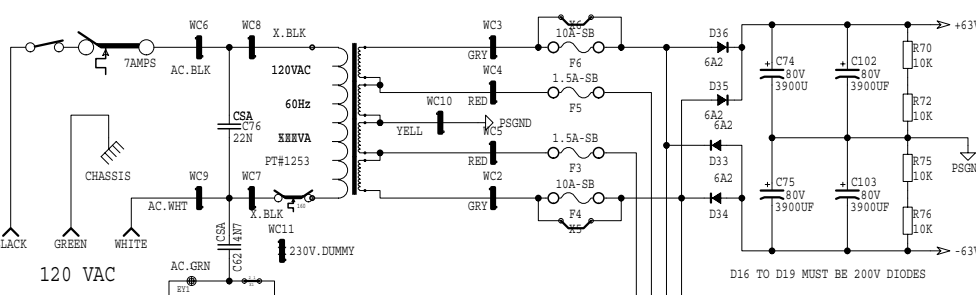 WC6
WC8
X.BLK
7AMPS
AC.BLK
120VAC
60Hz
CSA
C76
22N
PT#1253
CHASSIS
WC9
WC7
AC.WHT
X.BLK
WC11
230V.DUMMY
CSA
C62
4N7
LACK
GREEN
WHITE
120 VAC
AC.GRN
EY1
WC3
GRY
10A-SB
F6
WC4
RED
1.5A-SB
F5
WC10
YELL
PSGND
WC5
RED
1.5A-SB
F3
WC2
GRY
10A-SB
F4
D36
6A2
D35
6A2
6A2
D33
6A2
D34
C74
80V
3900U
C102
80V
3900UF
R70
10K
R72
10K
+63V
PSGN
C75
80V
3900UF
C103
80V
3900UF
R75
10K
R76
10K
-63V
D16 TO D19 MUST BE 200V DIODES